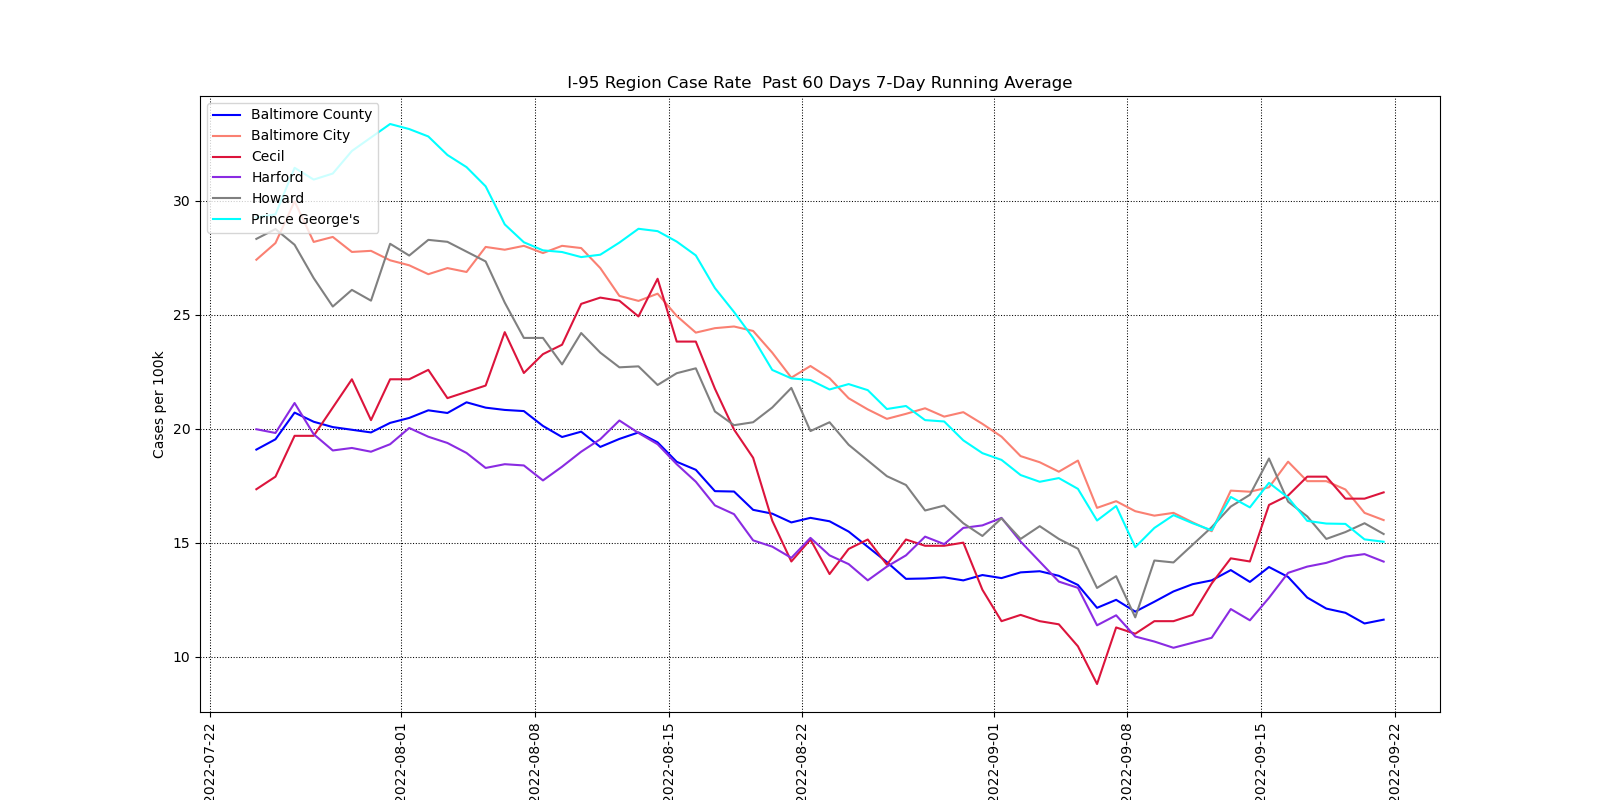 I-95 Region Case Rate  Past 60 Days 7-Day Running Average
Baltimore County
Baltimore City
Cecil
Harford
Howard
Prince George's
Cases per 100k
30
25
20
15
10
2022-07-22
2022-08-01
2022-08-08
2022-08-15
2022-08-22
2022-09-01
2022-09-08
2022-09-15
2022-09-22